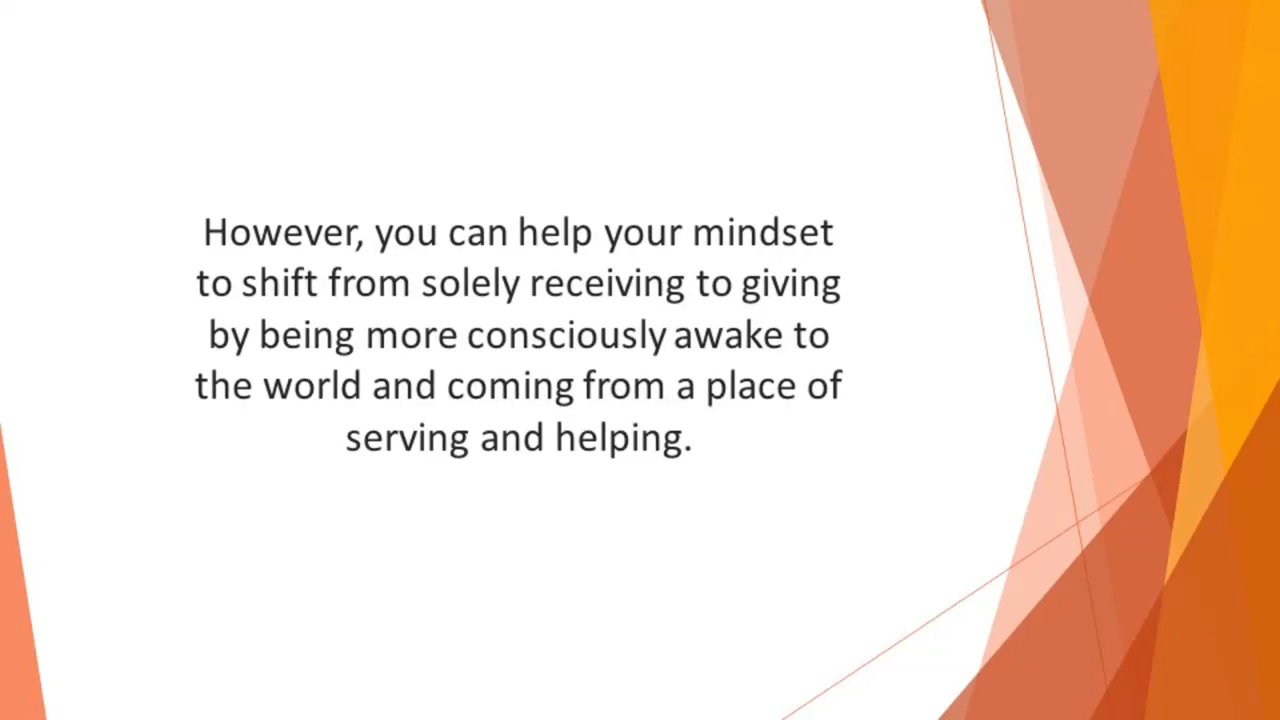 However, you can help your mindset
to shift from solely receiving to giving
by being more consciously awake to
the world and coming from a place of
serving and helping.